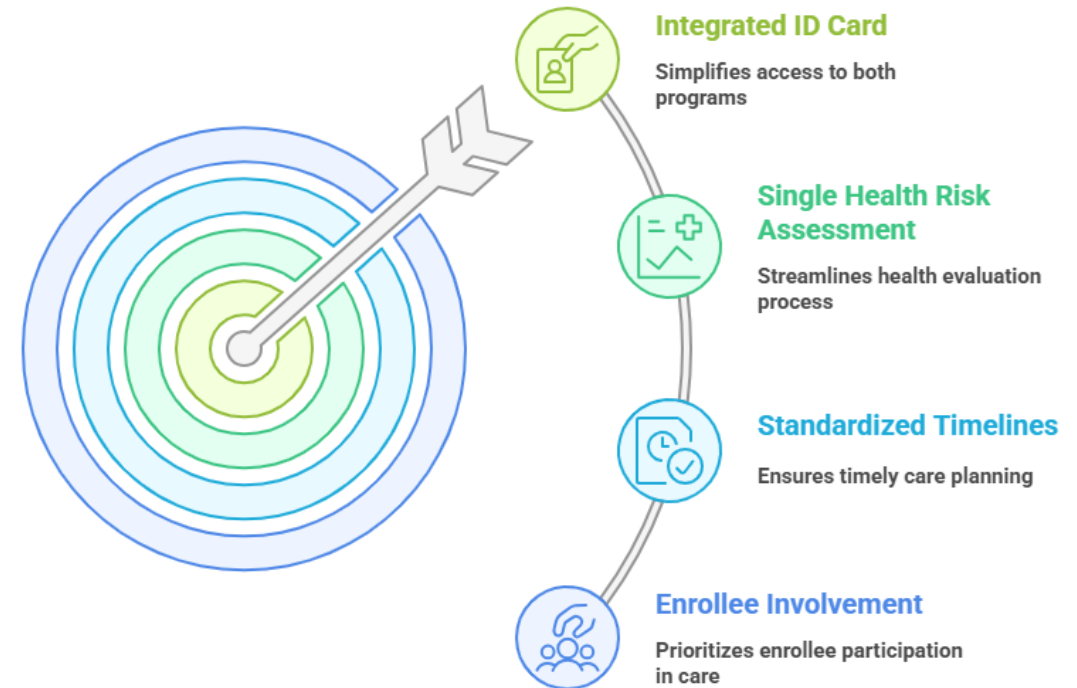 Integrated ID Card
Simplifies access to both
programs
Single Health Risk
Assessment
Streamlines health evaluation
process
Standardized Timelines
Ensures timely care planning
Enrollee Involvement
Prioritizes enrollee participation
in care